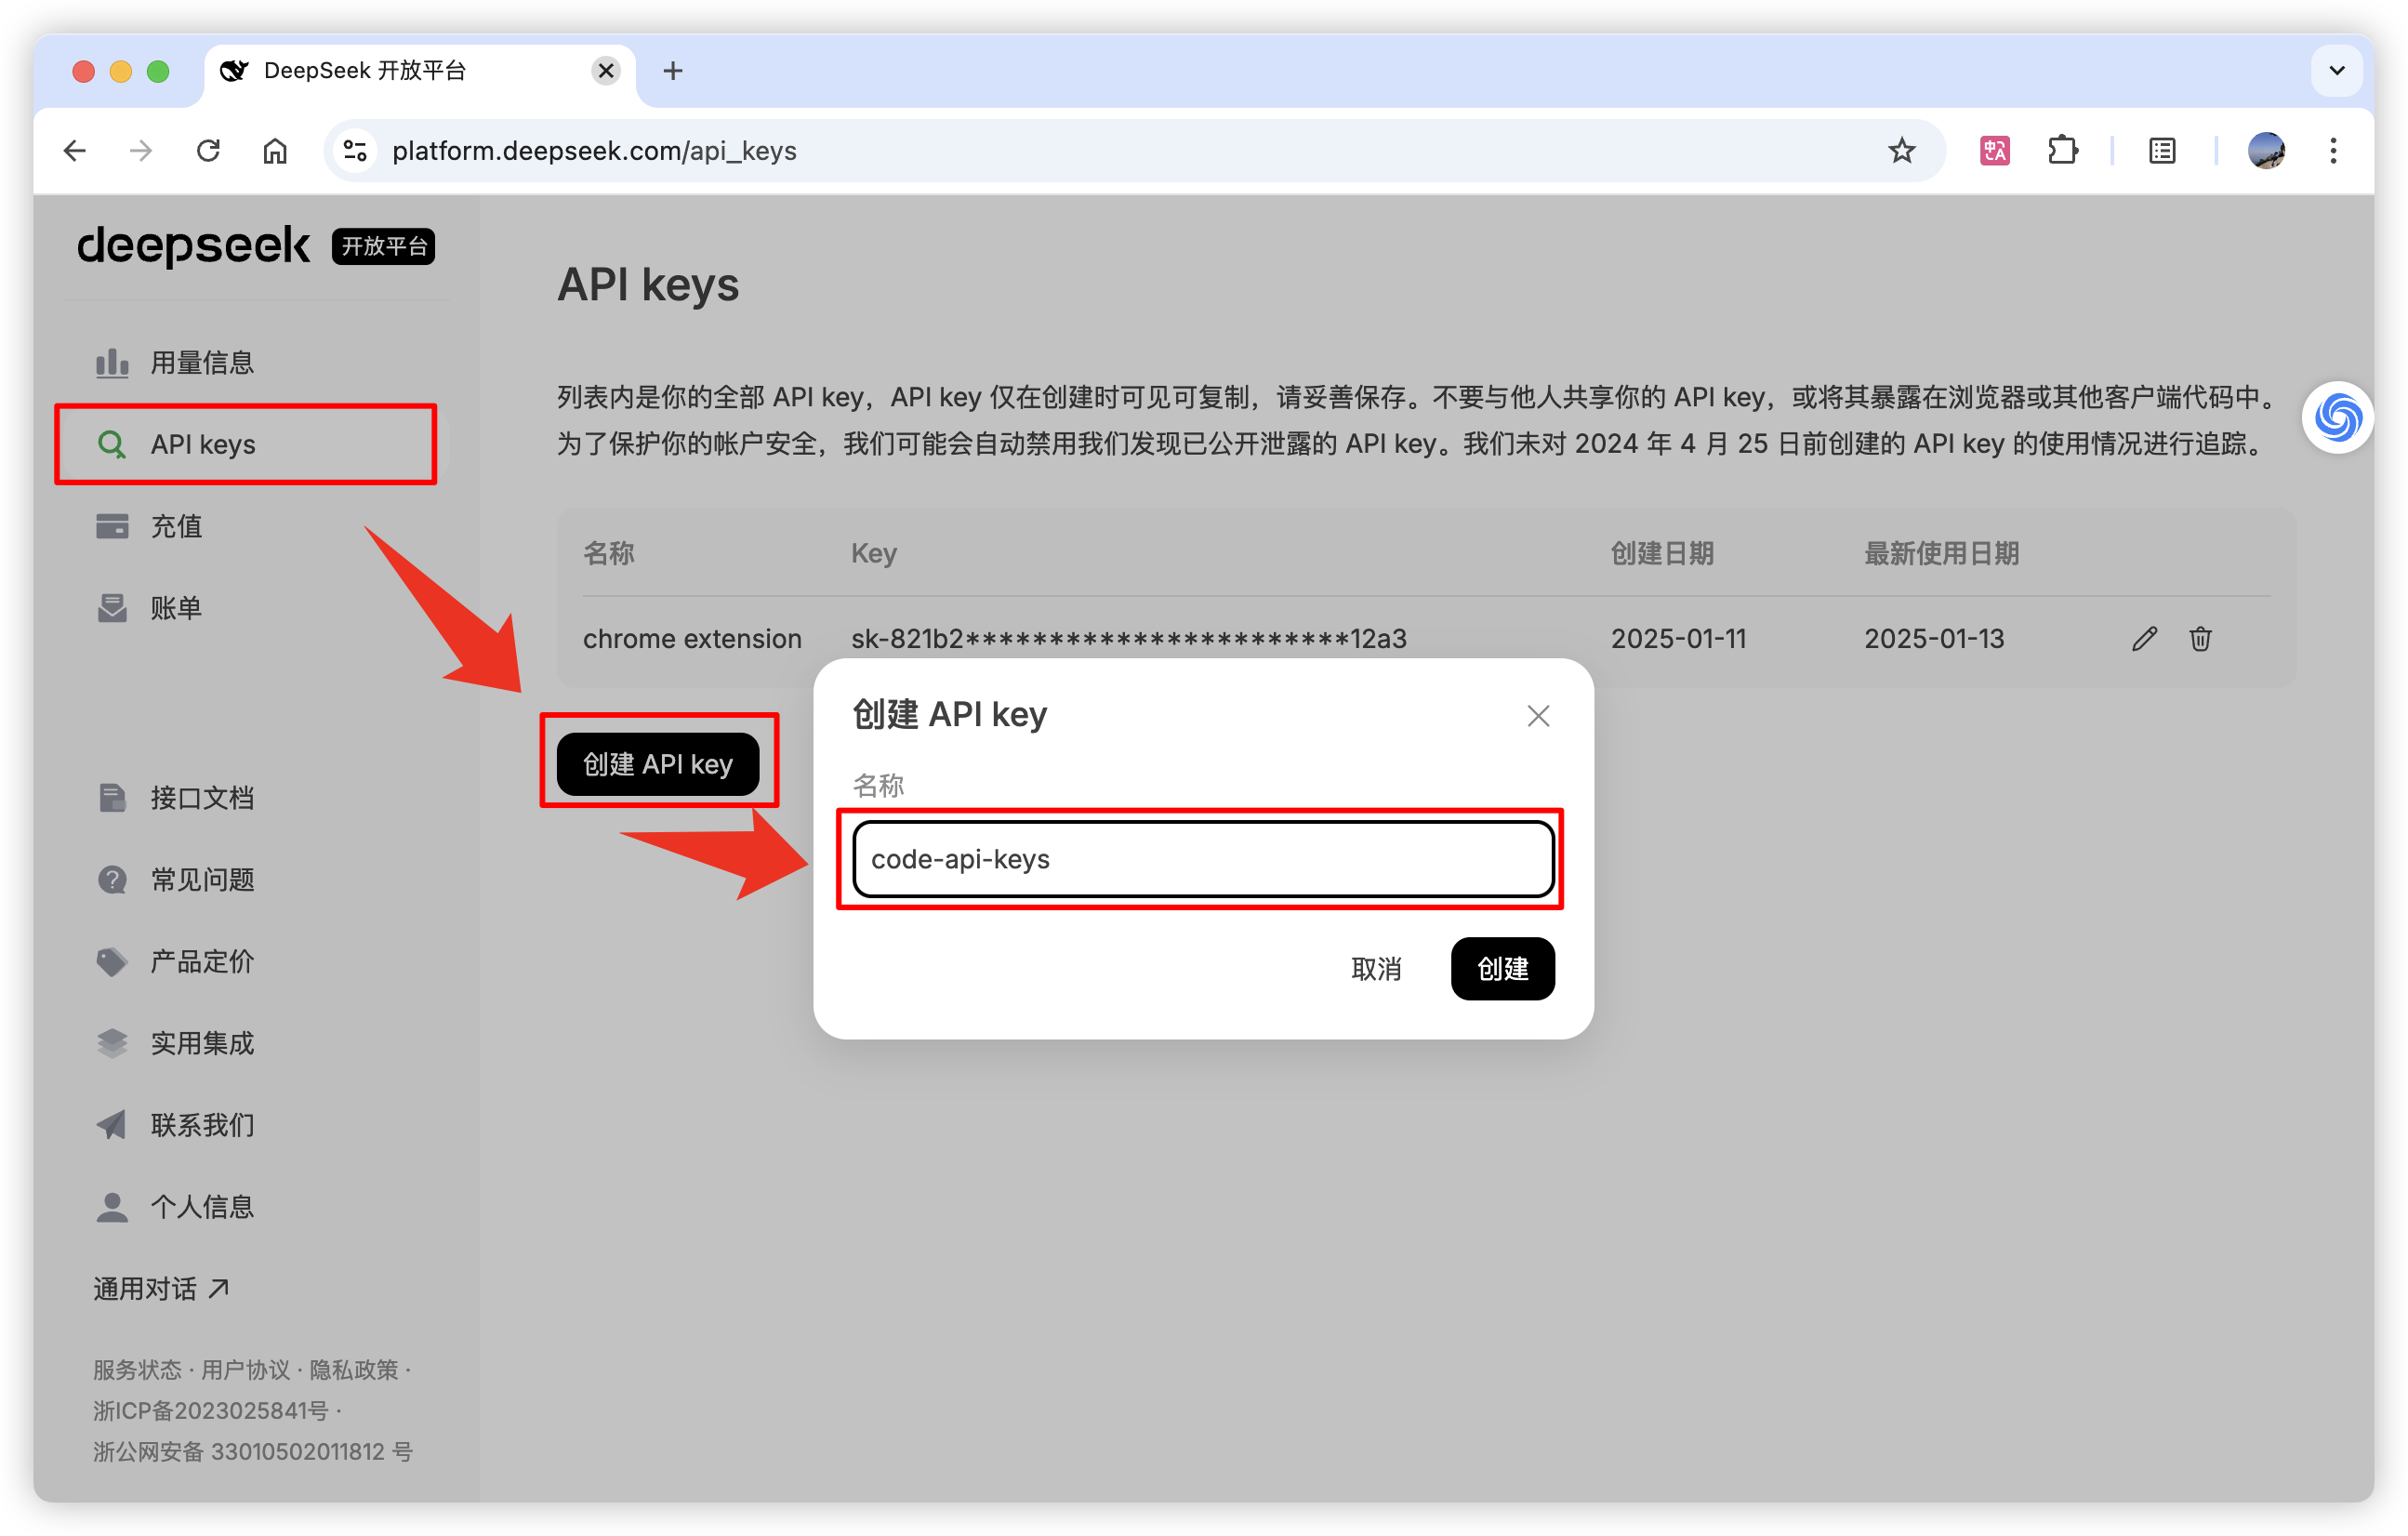 DeepSeek 开放平台
platform.deepseek.com/api_keys
deepseek 开放平台
用量信息
API keys
充值
账单
接口文档
常见问题
产品定价
实用集成
联系我们
个人信息
通用对话
服务状态 · 用户协议 · 隐私政策 ·
浙ICP备2023025841号 ·
浙公网安备 33010502011812 号
API keys
列表内是你的全部 API key，API key 仅在创建时可见可复制，请妥善保存。不要与他人共享你的 API key，或将其暴露在浏览器或其他客户端代码中。
为了保护你的帐户安全，我们可能会自动禁用我们发现已公开泄露的 API key。我们未对 2024 年 4 月 25 日前创建的 API key 的使用情况进行追踪。
名称 Key 创建日期 最新使用日期
chrome extension sk-821b2***********************12a3 2025-01-11 2025-01-13
创建 API key
创建 API key
名称
code-api-keys
取消 创建